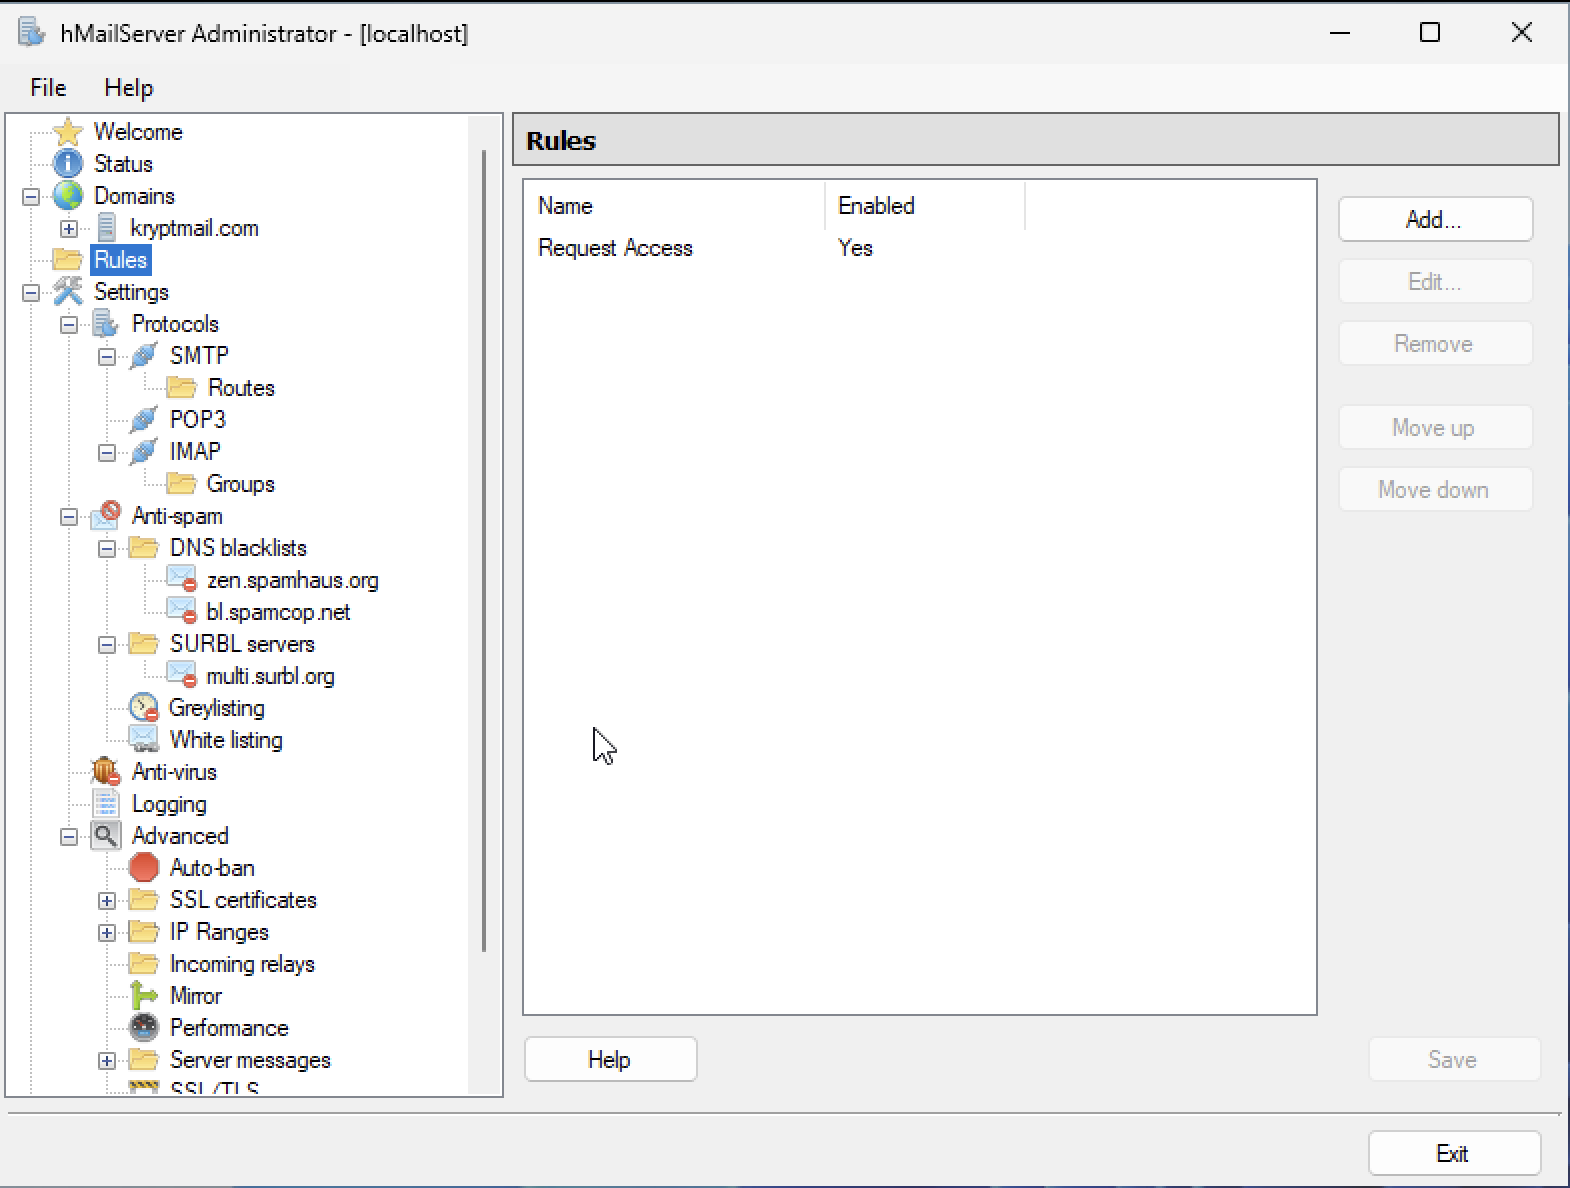 hMailServer Administrator - [localhost]
File Help
Welcome
Status
Domains
kryptmail.com
Rules
Settings
Protocols
SMTP
Routes
POP3
IMAP
Groups
Anti-spam
DNS blacklists
zen.spamhaus.org
bl.spamcop.net
SURBL servers
multi.surbl.org
Greylisting
White listing
Anti-virus
Logging
Advanced
Auto-ban
SSL certificates
IP Ranges
Incoming relays
Mirror
Performance
Server messages
SSL/TLS
Rules
Name Enabled
Request Access Yes
Add...
Edit...
Remove
Move up
Move down
Help
Save
Exit